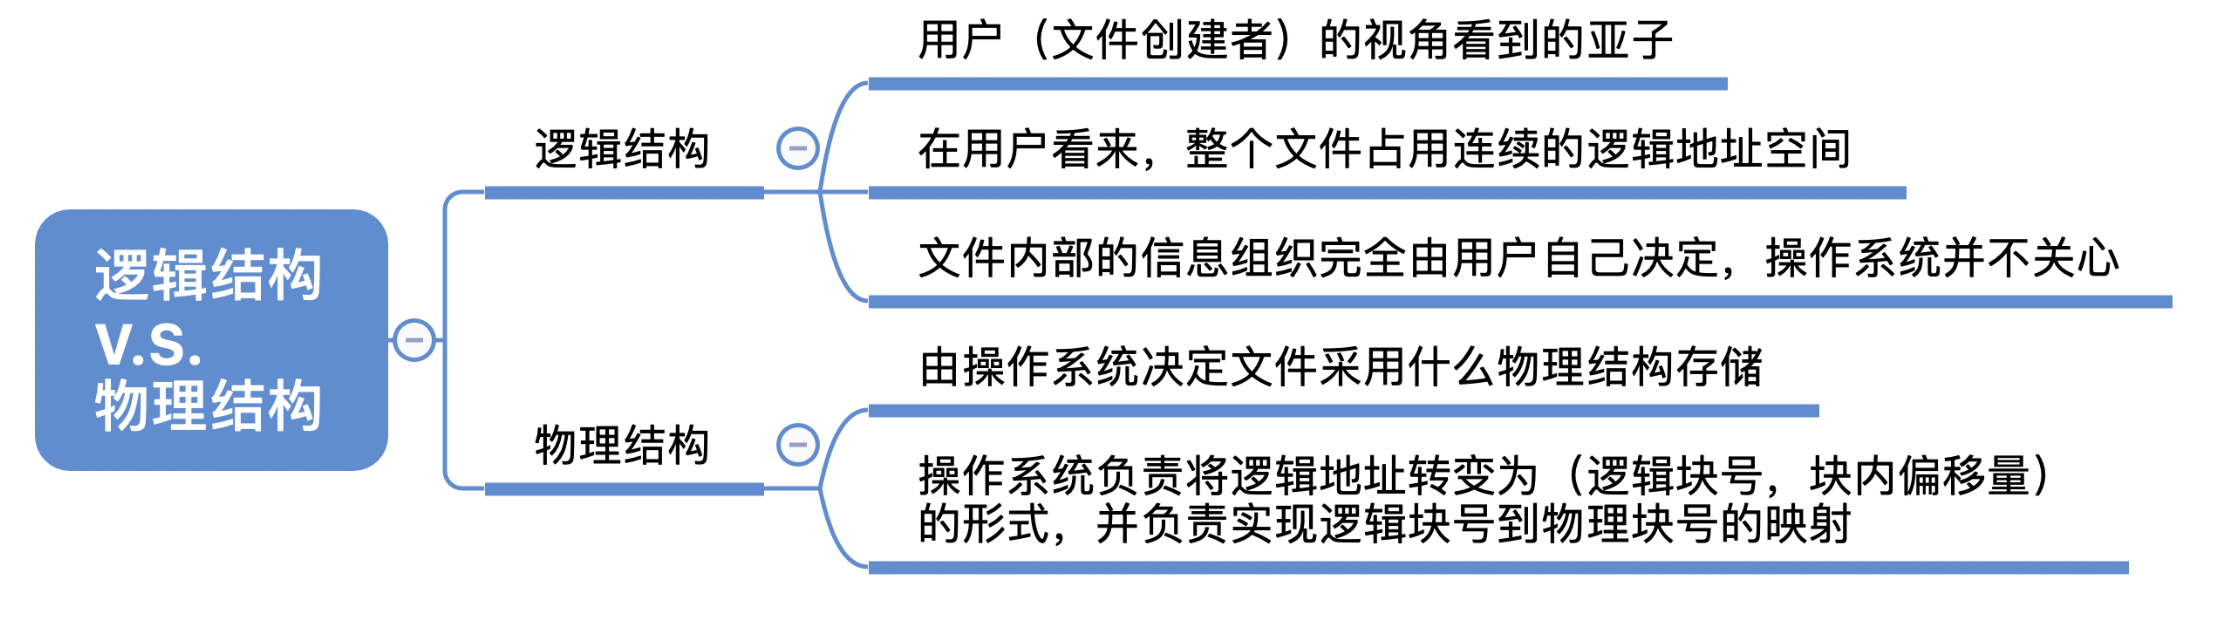 逻辑结构
v.s.
物理结构
逻辑结构
用户（文件创建者）的视角看到的亚子
在用户看来，整个文件占用连续的逻辑地址空间
文件内部的信息组织完全由用户自己决定，操作系统并不关心
物理结构
由操作系统决定文件采用什么物理结构存储
操作系统负责将逻辑地址转变为（逻辑块号，块内偏移量）
的形式，并负责实现逻辑块号到物理块号的映射